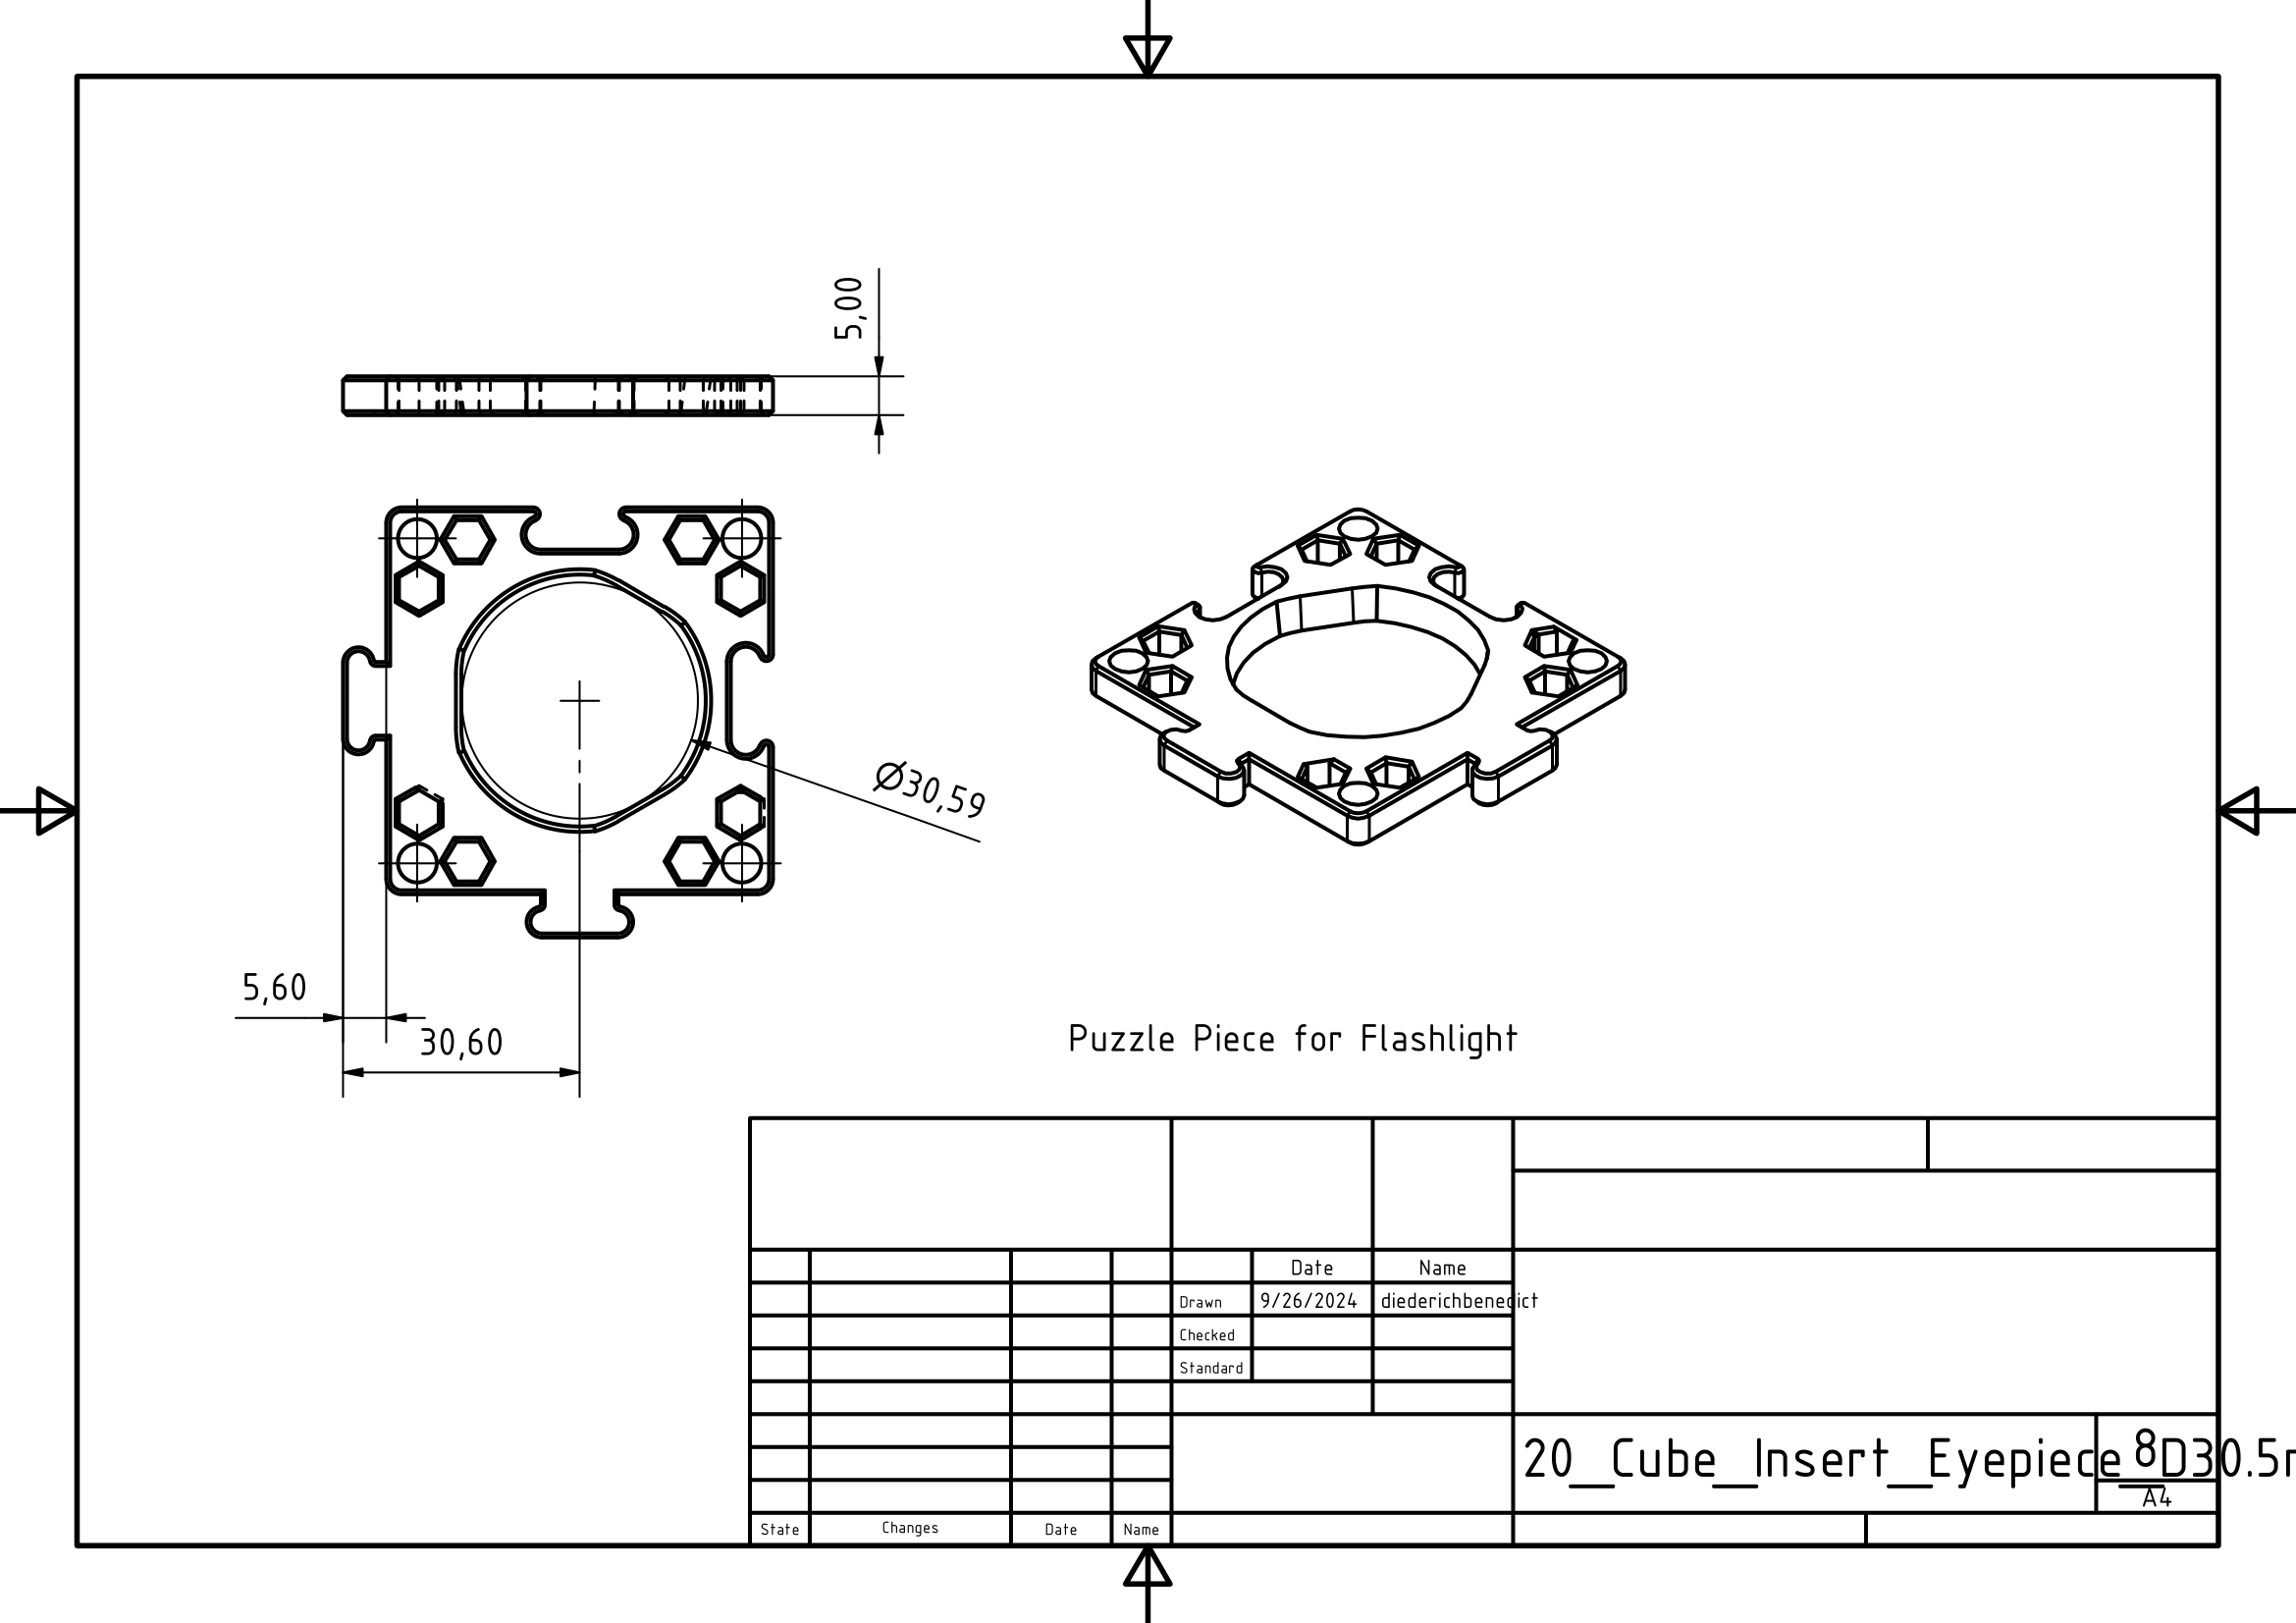 5,00
Ø30,59
5,60
30,60
Puzzle Piece for Flashlight
Date Name
Drawn 9/26/2024 diederichbenedict
Checked
Standard
20_Cube_Insert_Eyepiece_D30.5
8
A4
State Changes Date Name